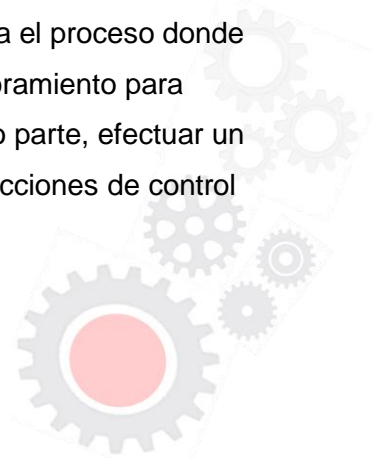 a el proceso donde
oramiento para
o parte, efectuar un
cciones de control